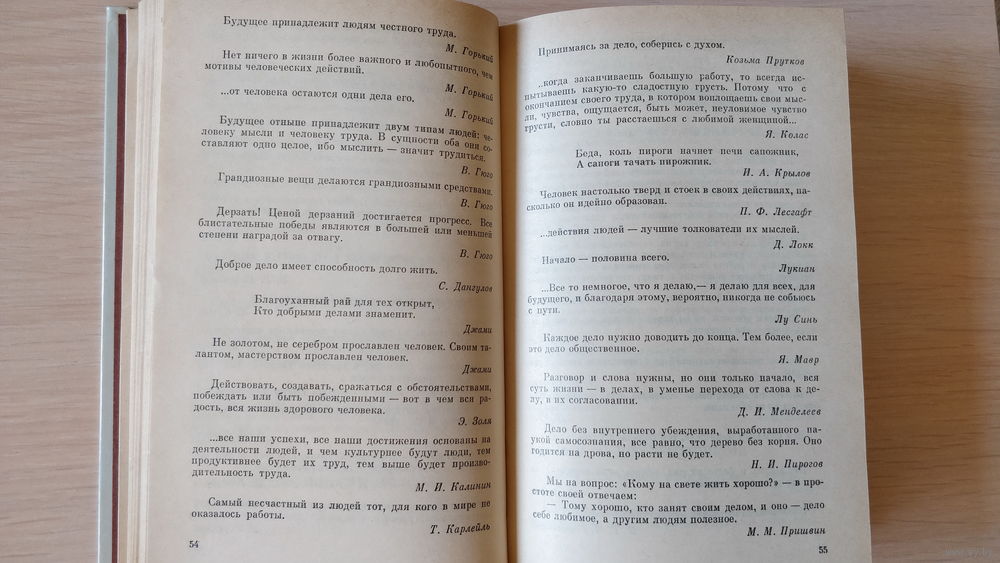 Будущее принадлежит людям честного труда.
М. Горький
Нет ничего в жизни более важного и любопытного, чем
мотивы человеческих действий.
М. Горький
...от человека остаются одни дела его.
М. Горький
Будущее отныне принадлежит двум типам людей: че-
ловеку мысли и человеку труда. В сущности оба они со-
ставляют одно целое, ибо мыслить — значит трудиться.
В. Гюго
Грандиозные вещи делаются грандиозными средствами.
В. Гюго
Дерзать! Ценой дерзаний достигается прогресс. Все
блистательные победы являются в большей или меньшей
степени наградой за отвагу.
В. Гюго
Доброе дело имеет способность долго жить.
С. Дангулов
Благоуханный рай для тех открыт,
Кто добрыми делами знаменит.
Джами
Не золотом, не серебром прославлен человек. Своим та-
лантом, мастерством прославлен человек.
Джами
Действовать, создавать, сражаться с обстоятельствами,
побеждать или быть побежденными — вот в чем вся ра-
дость, вся жизнь здорового человека.
Э. Золя
...все наши успехи, все наши достижения основаны на
деятельности людей, и чем культурнее будут люди, тем
продуктивнее будет их труд, тем выше будет произво-
дительность труда.
М. И. Калинин
Самый несчастный из людей тот, для кого в мире не
оказалось работы.
Т. Карлейль
54
Принимаясь за дело, соберись с духом.
Козьма Прутков
...когда заканчиваешь большую работу, то всегда ис-
пытываешь какую-то сладостную грусть. Потому что с
окончанием своего труда, в котором воплощаешь свои мыс-
ли, чувства, ощущается, быть может, неуловимое чувство
грусти, словно ты расстаешься с любимой женщиной...
Я. Колас
Беда, коль пироги начнет печи сапожник,
А сапоги тачать пирожник.
И. А. Крылов
Человек настолько тверд и стоек в своих действиях, на-
сколько он идейно образован.
П. Ф. Лесгафт
...действия людей — лучшие толкователи их мыслей.
Д. Локк
Начало — половина всего.
Лукиан
...Все то немногое, что я делаю,— я делаю для всех, для
будущего, и благодаря этому, вероятно, никогда не собьюсь
с пути.
Лу Синь
Каждое дело нужно доводить до конца. Тем более, если
это дело общественное.
Я. Мавр
Разговор и слова нужны, но они только начало, вся
суть жизни — в делах, в уменье перехода от слова к де-
лу, в их согласовании.
Д. И. Менделеев
Дело без внутреннего убеждения, выработанного на-
укой самосознания, все равно, что дерево без корня. Оно
годится на дрова, но расти не будет.
Н. И. Пирогов
Мы на вопрос: «Кому на свете жить хорошо?» — в про-
стоте своей отвечаем:
— Тому хорошо, кто занят своим делом, и оно — дело
себе любимое, а другим людям полезное.
М. М. Пришвин
55